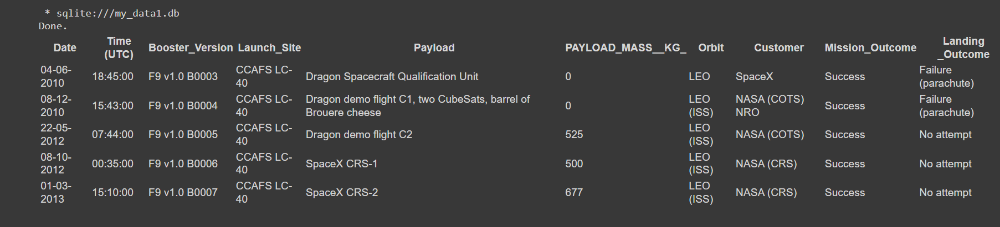 * sqlite:///my_data1.db
Done.
Date Time (UTC) Booster_Version Launch_Site Payload PAYLOAD_MASS__KG_ Orbit Customer Mission_Outcome Landing _Outcome
04-06-2010 18:45:00 F9 v1.0 B0003 CCAFS LC-40 Dragon Spacecraft Qualification Unit 0 LEO SpaceX Success Failure (parachute)
08-12-2010 15:43:00 F9 v1.0 B0004 CCAFS LC-40 Dragon demo flight C1, two CubeSats, barrel of Brouere cheese 0 LEO (ISS) NASA (COTS) NRO Success Failure (parachute)
22-05-2012 07:44:00 F9 v1.0 B0005 CCAFS LC-40 Dragon demo flight C2 525 LEO (ISS) NASA (COTS) Success No attempt
08-10-2012 00:35:00 F9 v1.0 B0006 CCAFS LC-40 SpaceX CRS-1 500 LEO (ISS) NASA (CRS) Success No attempt
01-03-2013 15:10:00 F9 v1.0 B0007 CCAFS LC-40 SpaceX CRS-2 677 LEO (ISS) NASA (CRS) Success No attempt